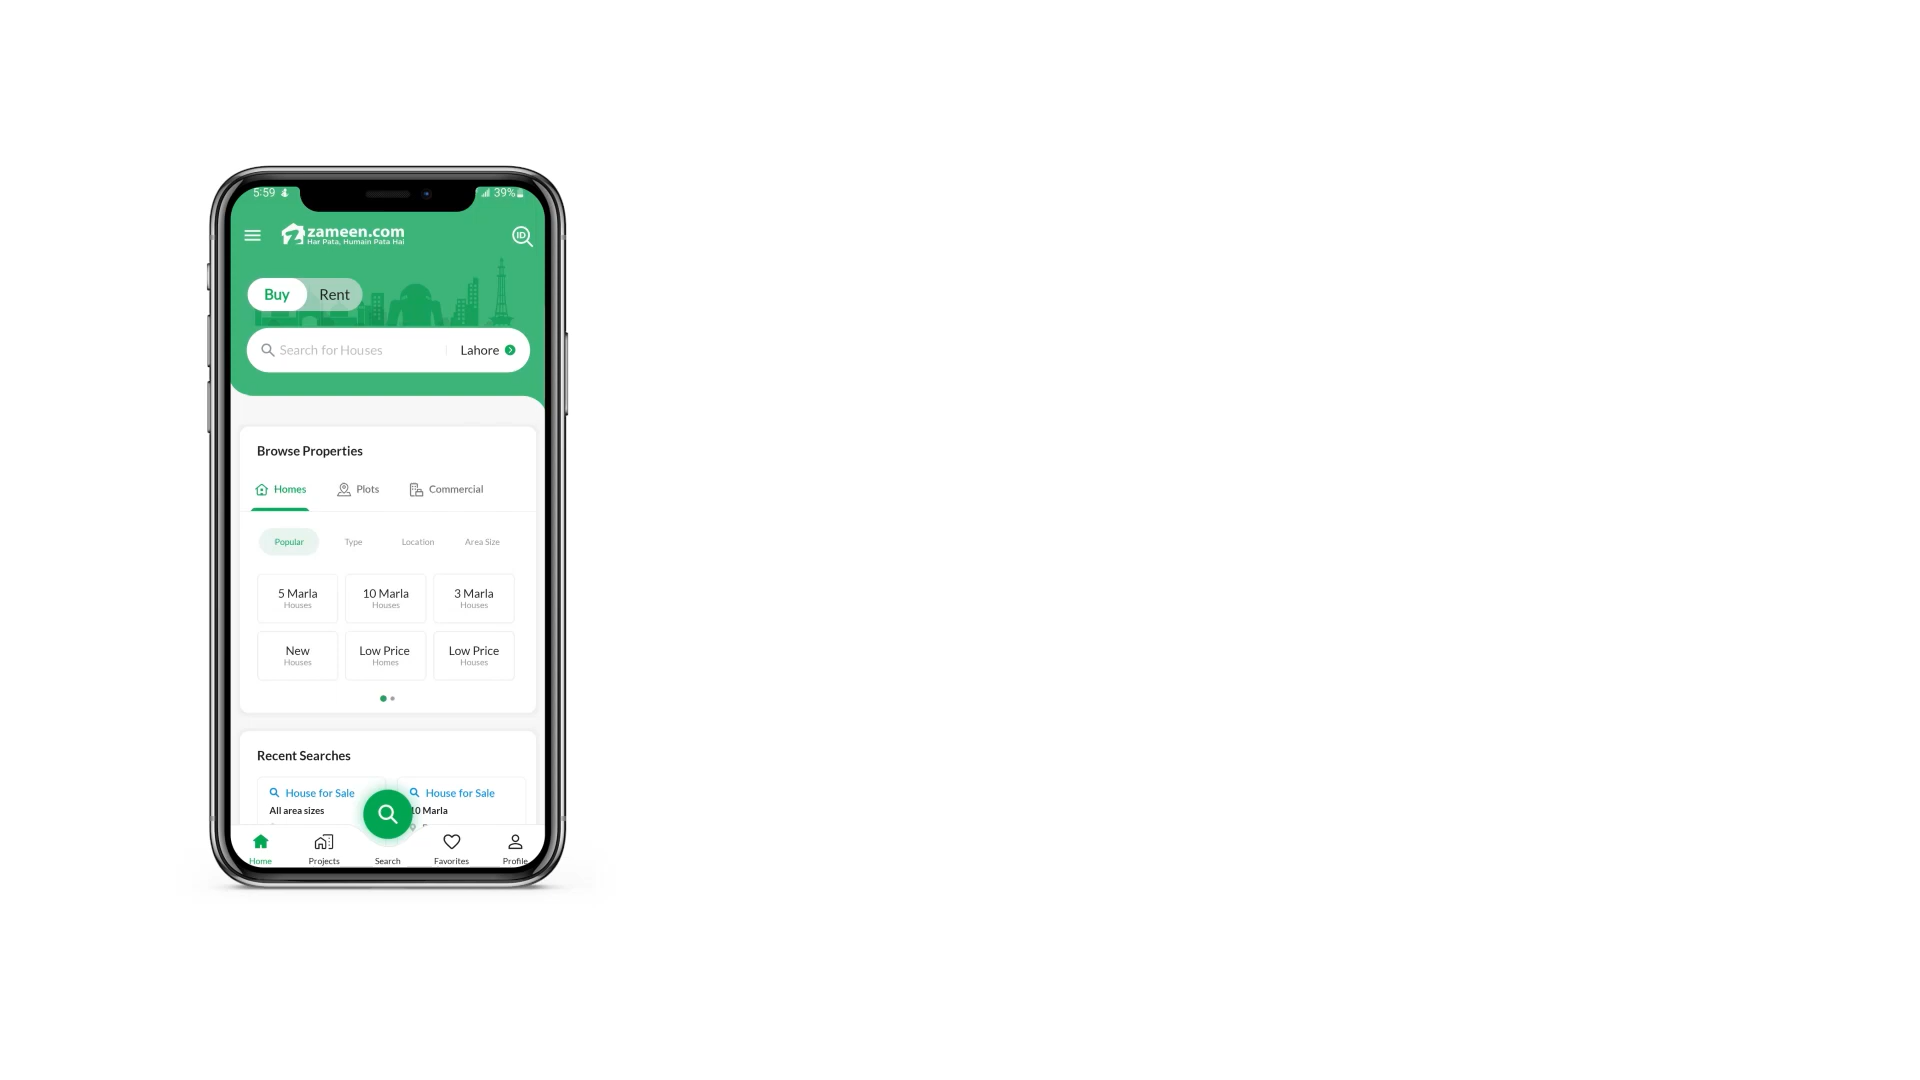 5:59
39%
zameen.com
Har Pata, Humain Pata Hai
ID
Buy
Rent
Search for Houses
Lahore
Browse Properties
Homes
Plots
Commercial
Popular
Type
Location
Area Size
5 Marla
Houses
10 Marla
Houses
3 Marla
Houses
New
Houses
Low Price
Homes
Low Price
Houses
Recent Searches
House for Sale
All area sizes
House for Sale
10 Marla
Home
Projects
Search
Favorites
Profile